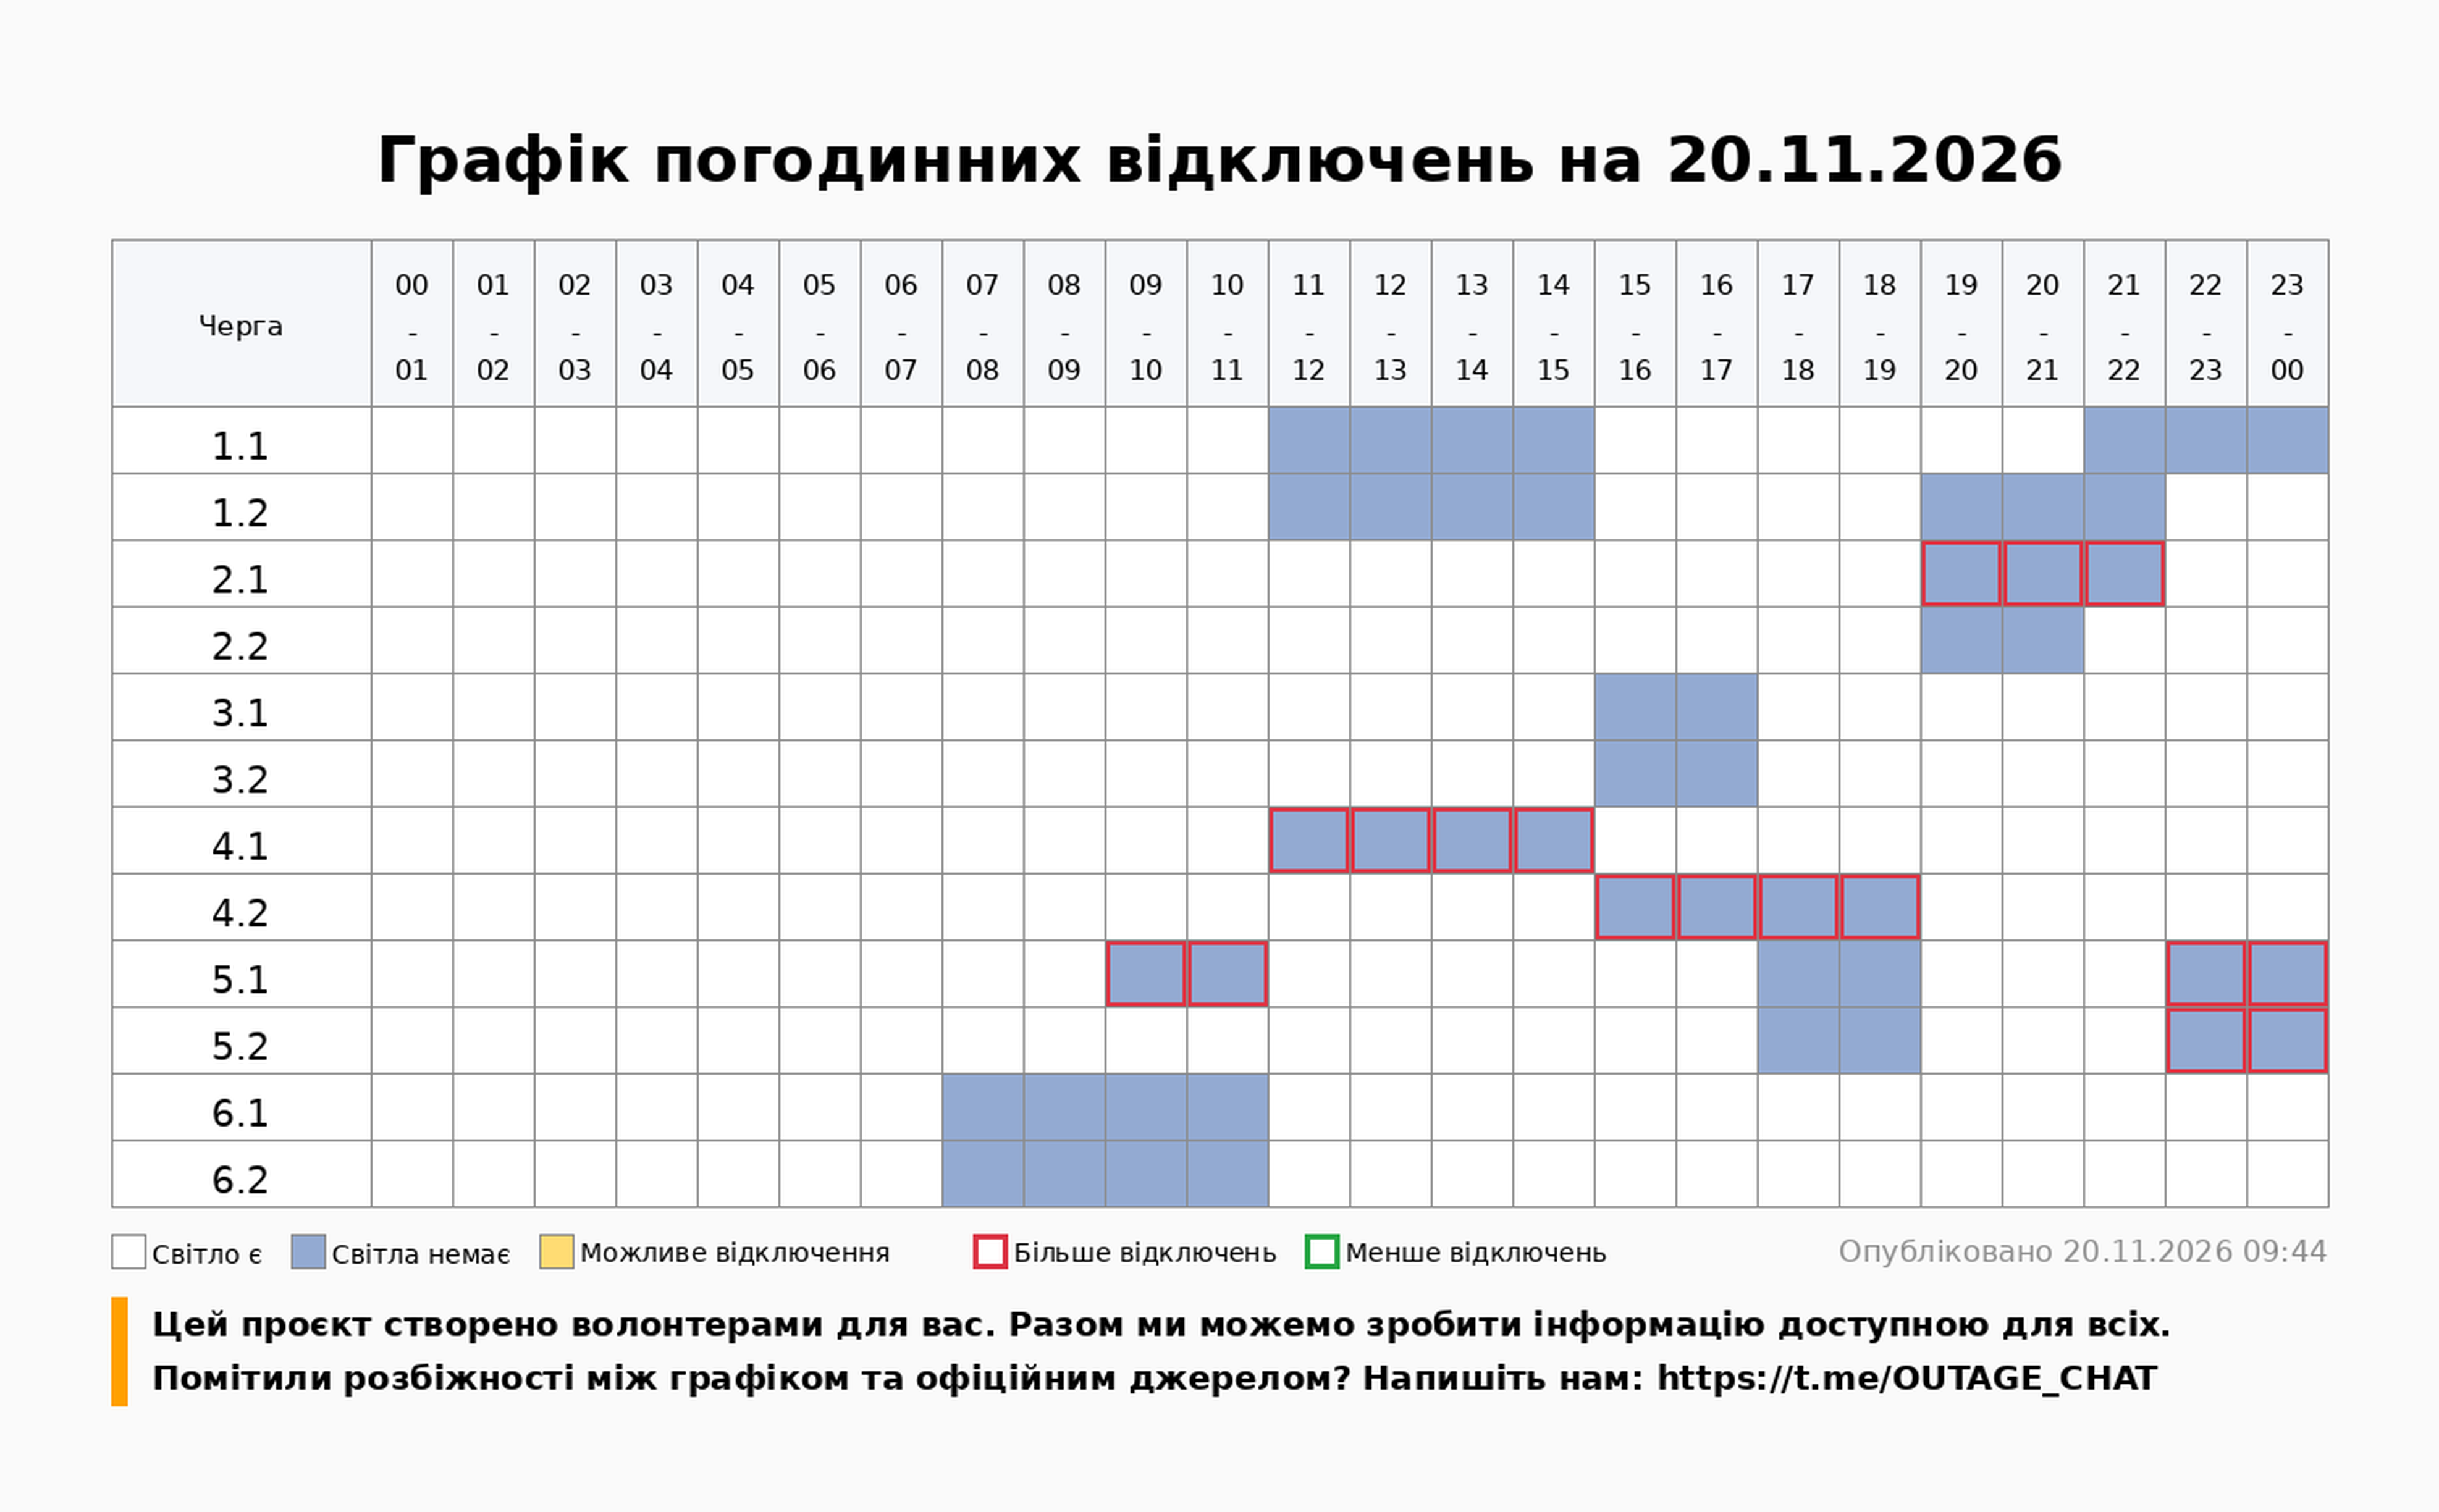 Графік погодинних відключень на 20.11.2026
Черга 00 - 01 01 - 02 02 - 03 03 - 04 04 - 05 05 - 06 06 - 07 07 - 08 08 - 09 09 - 10 10 - 11 11 - 12 12 - 13 13 - 14 14 - 15 15 - 16 16 - 17 17 - 18 18 - 19 19 - 20 20 - 21 21 - 22 22 - 23 23 - 00
1.1
1.2
2.1
2.2
3.1
3.2
4.1
4.2
5.1
5.2
6.1
6.2
Світло є Світла немає Можливе відключення Більше відключень Менше відключень Опубліковано 20.11.2026 09:44
Цей проєкт створено волонтерами для вас. Разом ми можемо зробити інформацію доступною для всіх.
Помітили розбіжності між графіком та офіційним джерелом? Напишіть нам: https://t.me/OUTAGE_CHAT